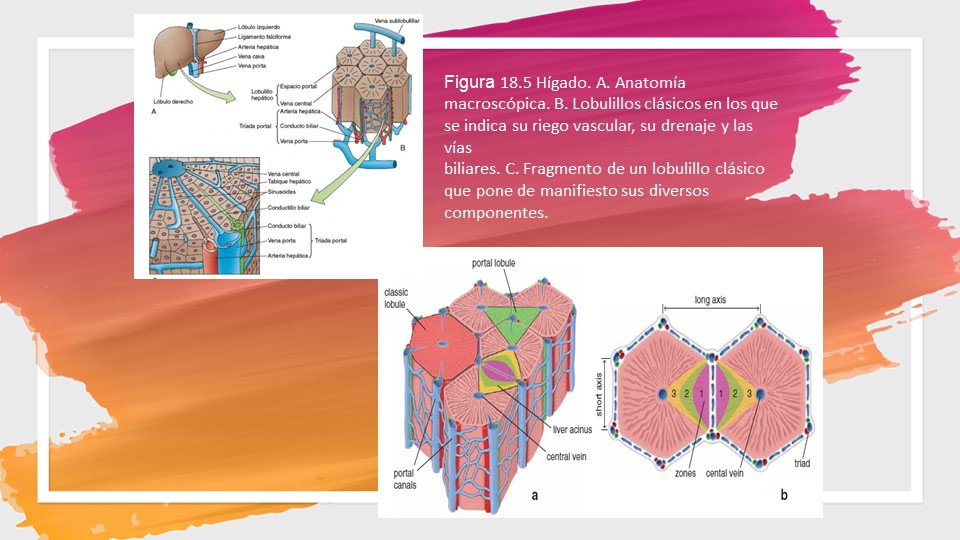 Vena sublobulillar
Lóbulo izquierdo
Ligamento falciforme
Arteria hepática
Vena cava
Vena porta
Lóbulo derecho
A
Lobulillo hepático
Espacio portal
Vena central
Tríada portal
Arteria hepática
Conducto biliar
Vena porta
B
Vena central
Tabique hepático
Sinusoides
Conductillo biliar
Conducto biliar
Vena porta
Arteria hepática
Tríada portal
Figura 18.5 Hígado. A. Anatomía
macroscópica. B. Lobulillos clásicos en los que
se indica su riego vascular, su drenaje y las
vías
biliares. C. Fragmento de un lobulillo clásico
que pone de manifiesto sus diversos
componentes.
portal lobule
classic
lobule
liver acinus
central vein
portal
canals
a
long axis
short axis
3 2 1 1 2 3
zones
cental vein
triad
b